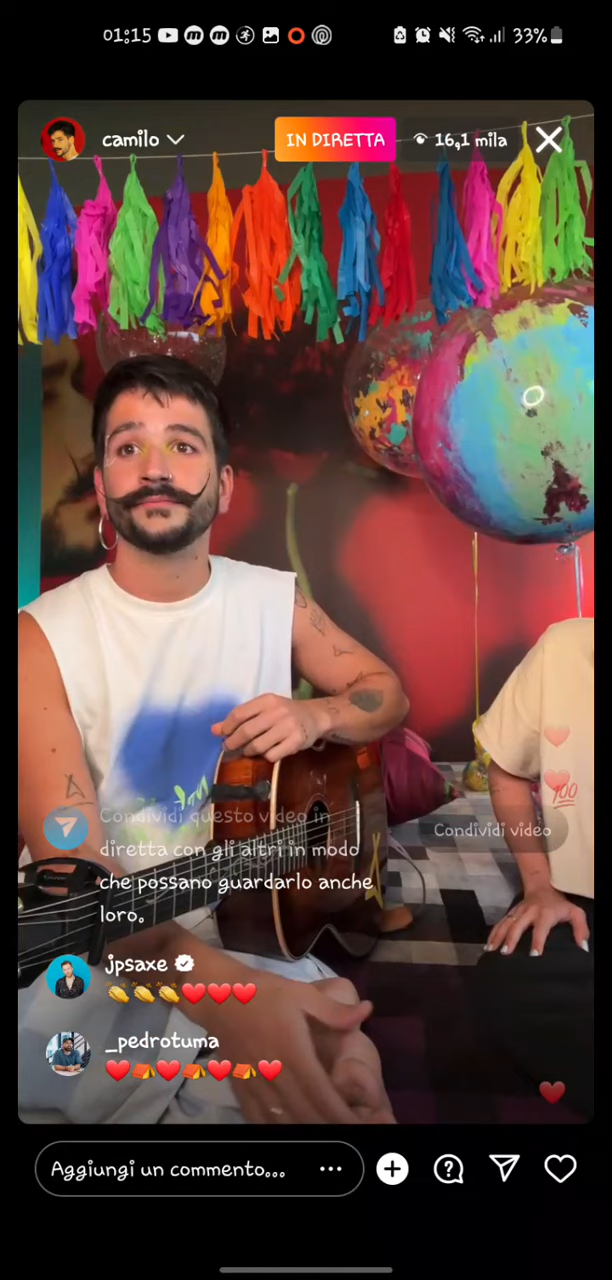 01:15
33%
camilo
IN DIRETTA
16,1 mila
100
Condividi questo video in
diretta con gli altri in modo
che possano guardarlo anche
loro.
Condividi video
jpsaxe
👏👏👏❤️❤️❤️
_pedrotuma
❤️⛺❤️⛺❤️⛺❤️
Aggiungi un commento...